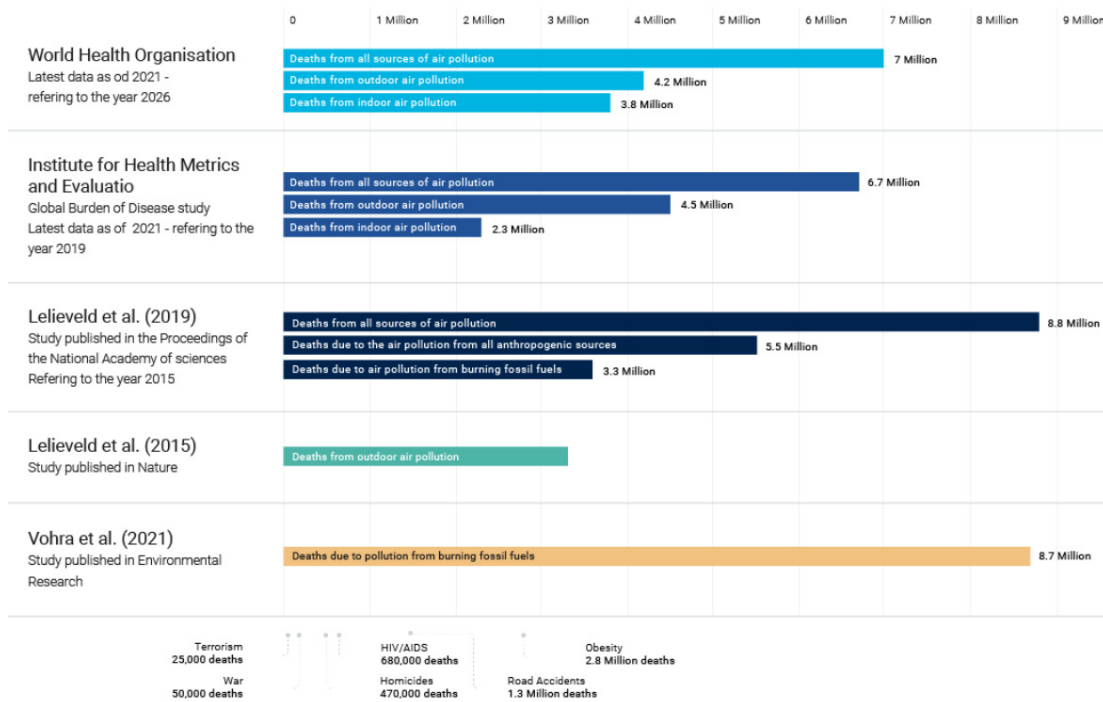 0 1 Million 2 Million 3 Million 4 Million 5 Million 6 Million 7 Million 8 Million 9 Million
World Health Organisation
Latest data as od 2021 -
refering to the year 2026
Deaths from all sources of air pollution 7 Million
Deaths from outdoor air pollution 4.2 Million
Deaths from indoor air pollution 3.8 Million
Institute for Health Metrics
and Evaluatio
Global Burden of Disease study
Latest data as of 2021 - refering to the
year 2019
Deaths from all sources of air pollution 6.7 Million
Deaths from outdoor air pollution 4.5 Million
Deaths from indoor air pollution 2.3 Million
Lelieveld et al. (2019)
Study published in the Proceedings of
the National Academy of sciences
Refering to the year 2015
Deaths from all sources of air pollution 8.8 Million
Deaths due to the air pollution from all anthropogenic sources 5.5 Million
Deaths due to air pollution from burning fossil fuels 3.3 Million
Lelieveld et al. (2015)
Study published in Nature
Deaths from outdoor air pollution
Vohra et al. (2021)
Study published in Environmental
Research
Deaths due to pollution from burning fossil fuels 8.7 Million
Terrorism
25,000 deaths
HIV/AIDS
680,000 deaths
Obesity
2.8 Million deaths
War
50,000 deaths
Homicides
470,000 deaths
Road Accidents
1.3 Million deaths